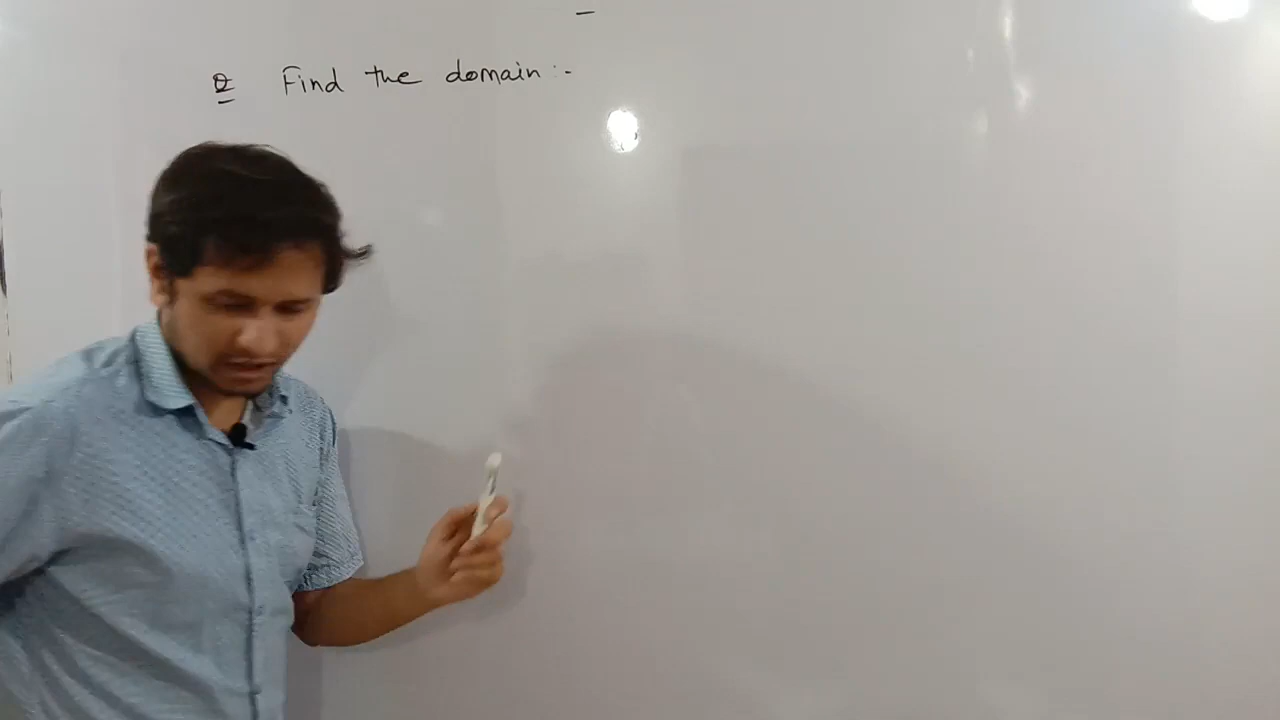 Q Find the domain :-